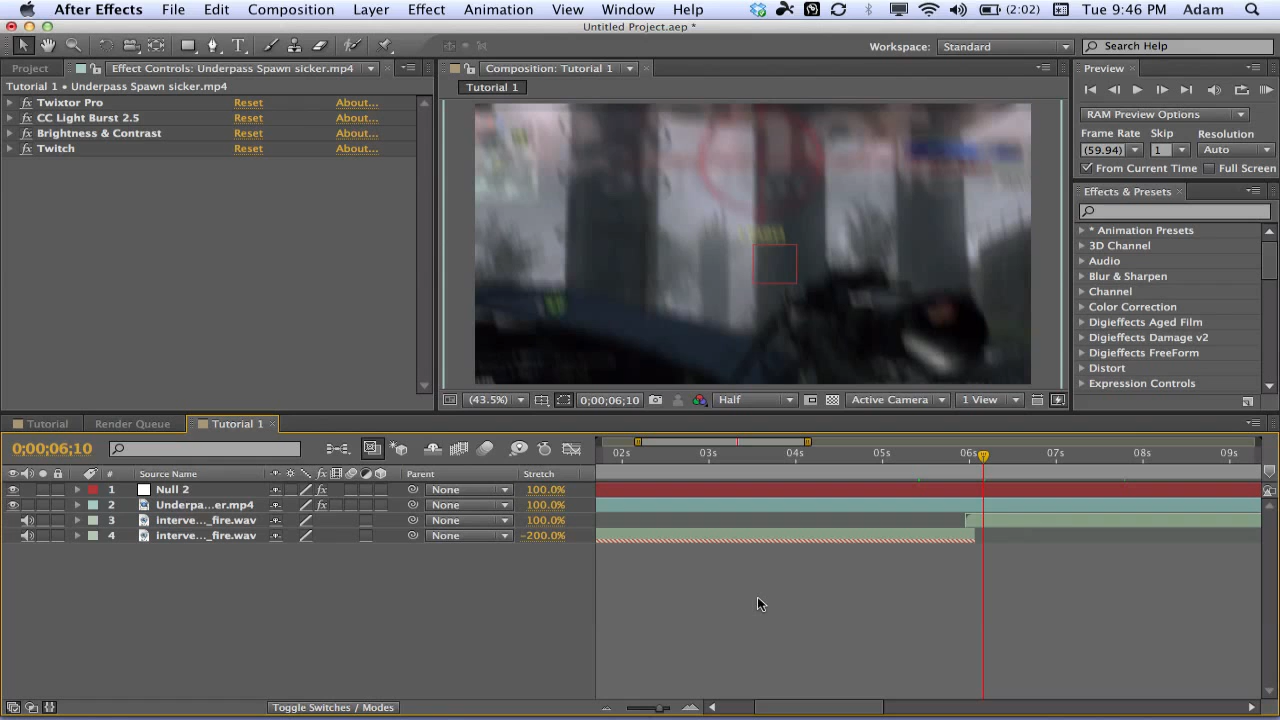 After Effects File Edit Composition Layer Effect Animation View Window Help (2:02) Tue 9:46 PM Adam
Untitled Project.aep *
Workspace: Standard Search Help
Project Effect Controls: Underpass Spawn sicker.mp4 Composition: Tutorial 1 Preview
Tutorial 1 • Underpass Spawn sicker.mp4 Tutorial 1
Twixtor Pro Reset About...
CC Light Burst 2.5 Reset About...
Brightness & Contrast Reset About...
Twitch Reset About...
RAM Preview Options
Frame Rate Skip Resolution
(59.94) 1 Auto
From Current Time Full Screen
Effects & Presets
* Animation Presets
3D Channel
Audio
Blur & Sharpen
Channel
Color Correction
Digieffects Aged Film
Digieffects Damage v2
Digieffects FreeForm
Distort
Expression Controls
(43.5%) 0;00;06;10 Half Active Camera 1 View
Tutorial Render Queue Tutorial 1
0;00;06;10 02s 03s 04s 05s 06s 07s 08s 09s
# Source Name fx Parent Stretch
1 Null 2 fx None 100.0%
2 Underpa...er.mp4 fx None 100.0%
3 interve..._fire.wav None 100.0%
4 interve..._fire.wav None -200.0%
Toggle Switches / Modes